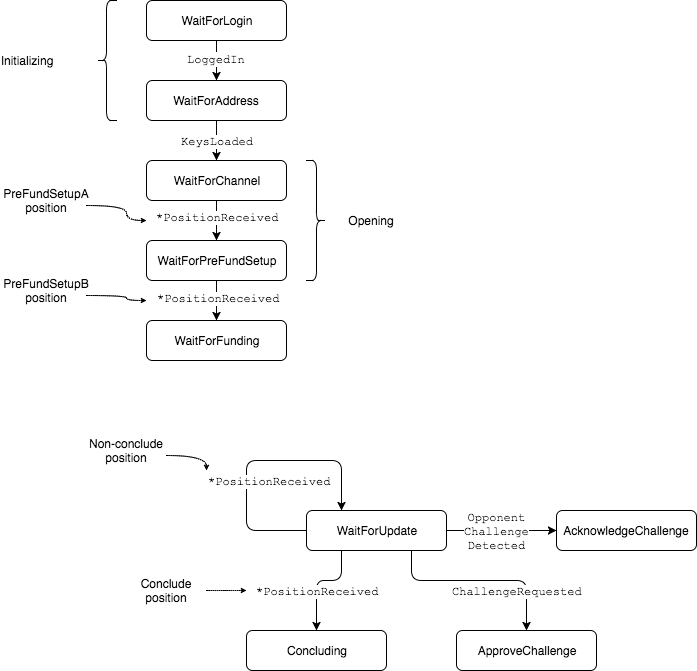 WaitForLogin
Initializing
LoggedIn
WaitForAddress
KeysLoaded
WaitForChannel
PreFundSetupA
position
*PositionReceived
Opening
WaitForPreFundSetup
PreFundSetupB
position
*PositionReceived
WaitForFunding
Non-conclude
position
*PositionReceived
WaitForUpdate
Opponent
Challenge
Detected
AcknowledgeChallenge
Conclude
position
*PositionReceived
ChallengeRequested
Concluding
ApproveChallenge